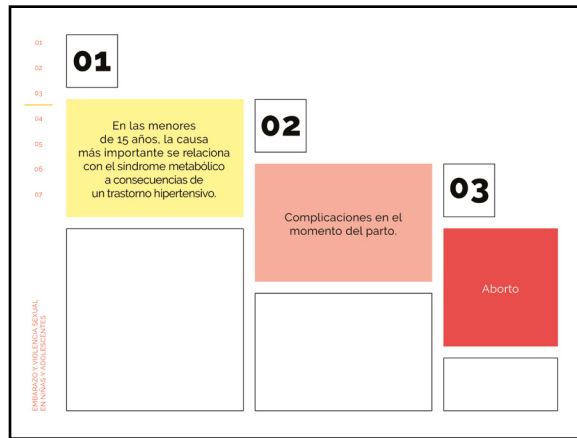 01
02
03
04
05
06
07
EMBARAZO Y VIOLENCIA SEXUAL
EN NIÑAS Y ADOLESCENTES
01
En las menores
de 15 años, la causa
más importante se relaciona
con el síndrome metabólico
a consecuencias de
un trastorno hipertensivo.
02
Complicaciones en el
momento del parto.
03
Aborto